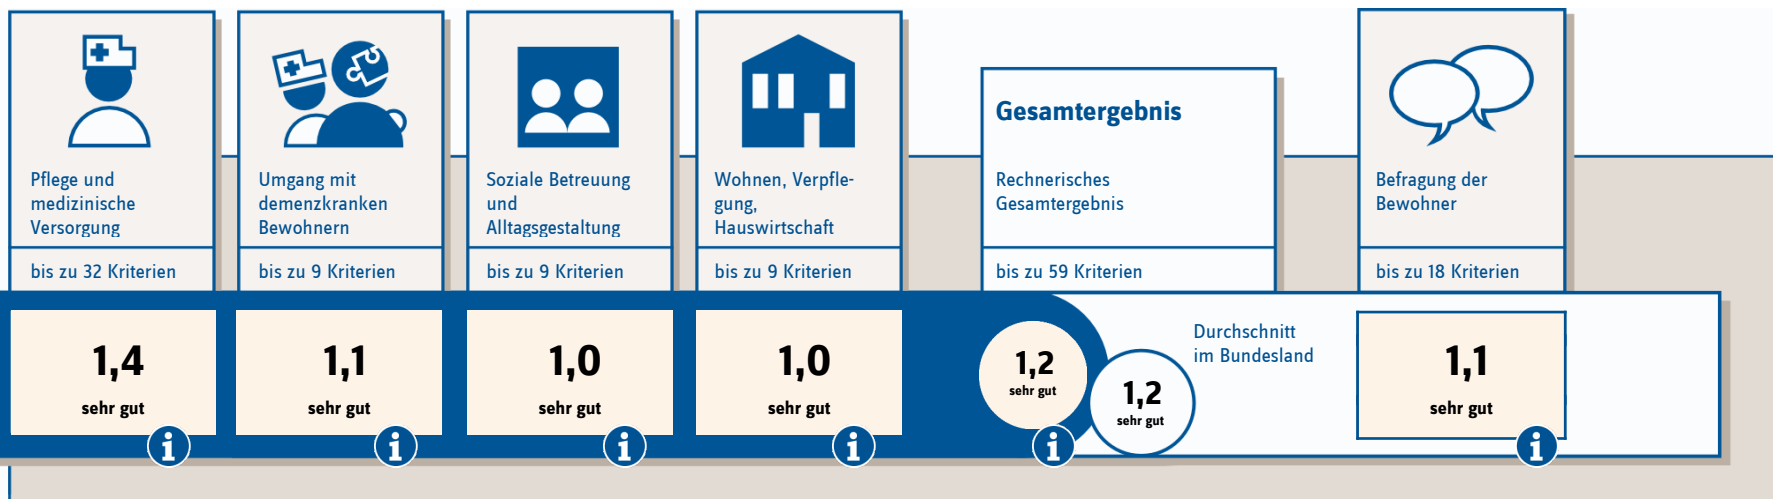 Pflege und
medizinische
Versorgung
bis zu 32 Kriterien
1,4
sehr gut
i
Umgang mit
demenzkranken
Bewohnern
bis zu 9 Kriterien
1,1
sehr gut
i
Soziale Betreuung
und
Alltagsgestaltung
bis zu 9 Kriterien
1,0
sehr gut
i
Wohnen, Verpfle-
gung,
Hauswirtschaft
bis zu 9 Kriterien
1,0
sehr gut
i
Gesamtergebnis
Rechnerisches
Gesamtergebnis
bis zu 59 Kriterien
1,2
sehr gut
i
1,2
sehr gut
Durchschnitt
im Bundesland
Befragung der
Bewohner
bis zu 18 Kriterien
1,1
sehr gut
i